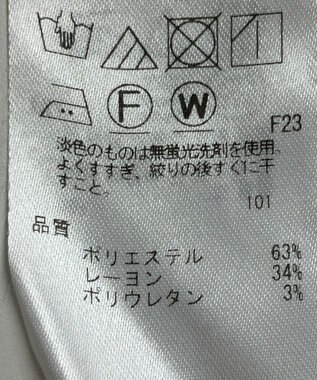 F W
F23
淡色のものは無蛍光洗剤を使用。
よくすすぎ、絞りの後すぐに干
すこと。
101
品質
ポリエステル 63%
レーヨン 34%
ポリウレタン 3%